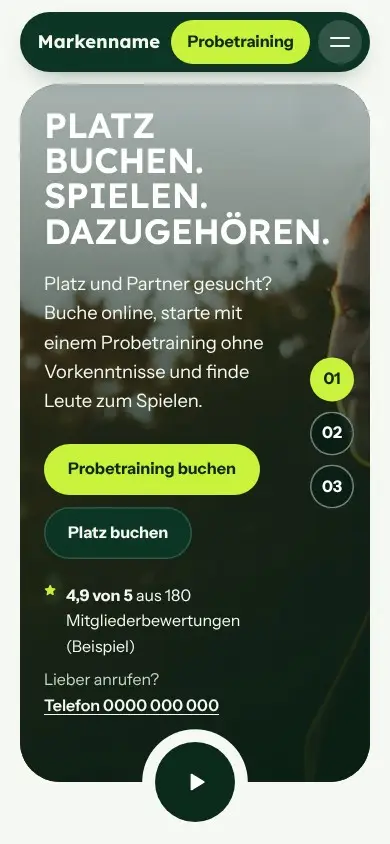 Markenname
Probetraining
PLATZ
BUCHEN.
SPIELEN.
DAZUGEHÖREN.
Platz und Partner gesucht?
Buche online, starte mit
einem Probetraining ohne
Vorkenntnisse und finde
Leute zum Spielen.
01
02
03
Probetraining buchen
Platz buchen
4,9 von 5 aus 180
Mitgliederbewertungen
(Beispiel)
Lieber anrufen?
Telefon 0000 000 000